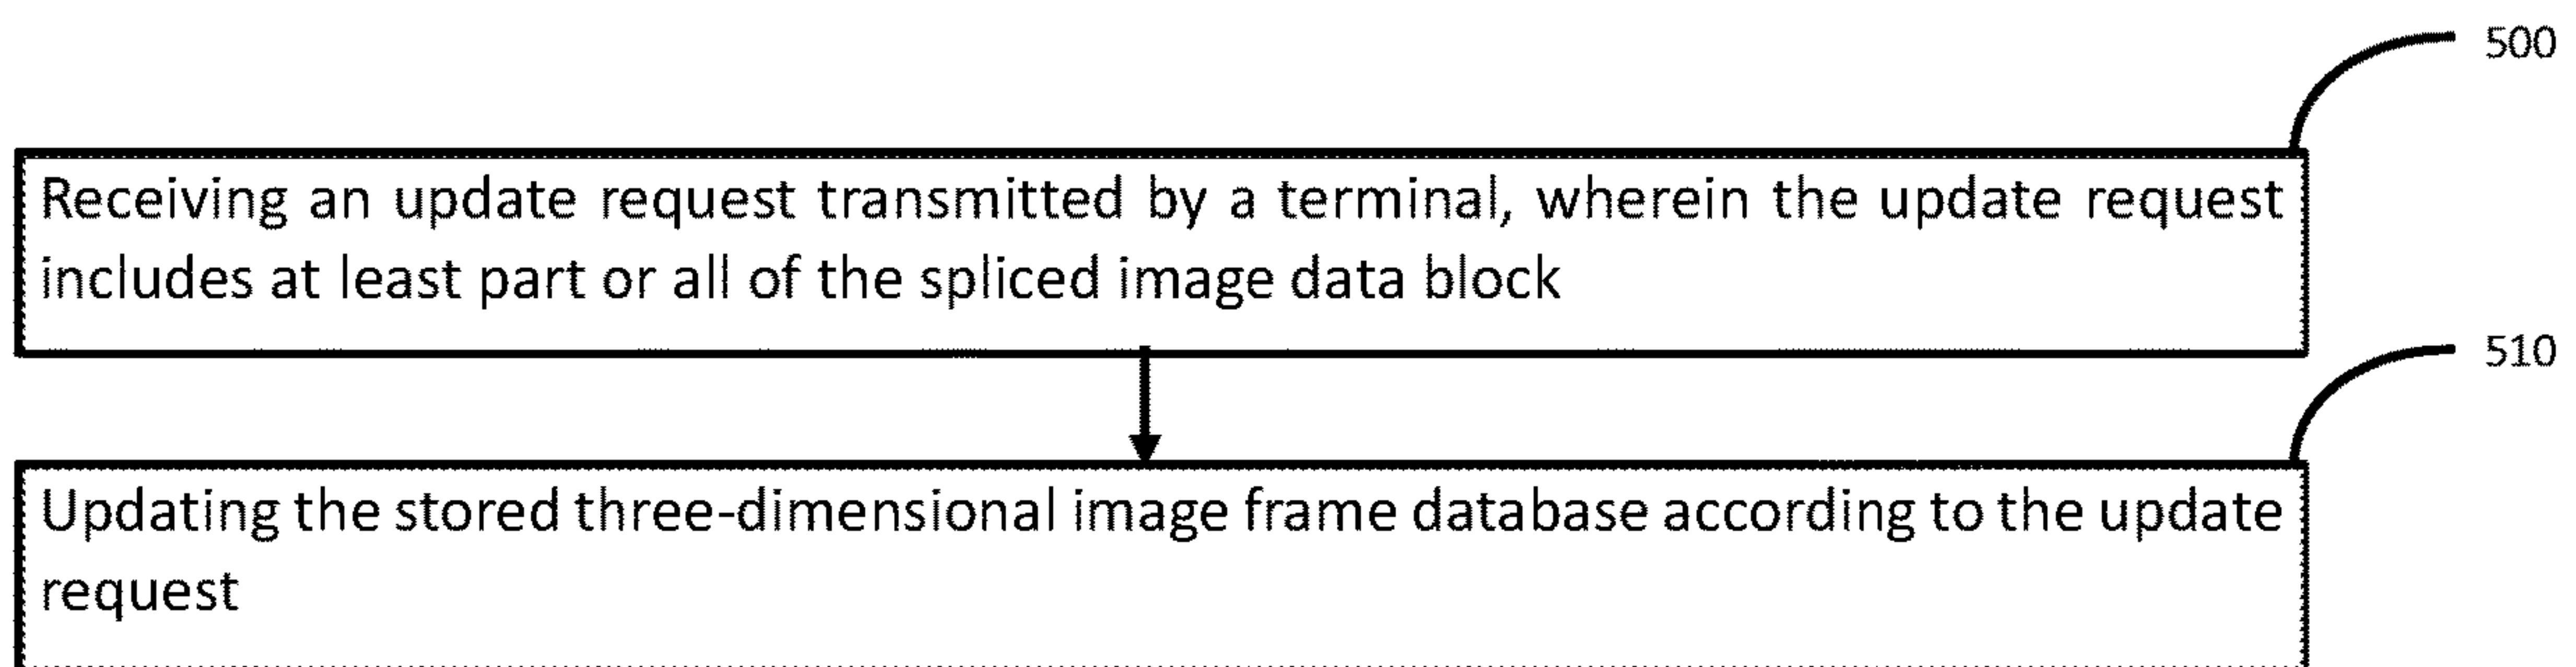 500
Receiving an update request transmitted by a terminal, wherein the update request
includes at least part or all of the spliced image data block
510
Updating the stored three-dimensional image frame database according to the update
request